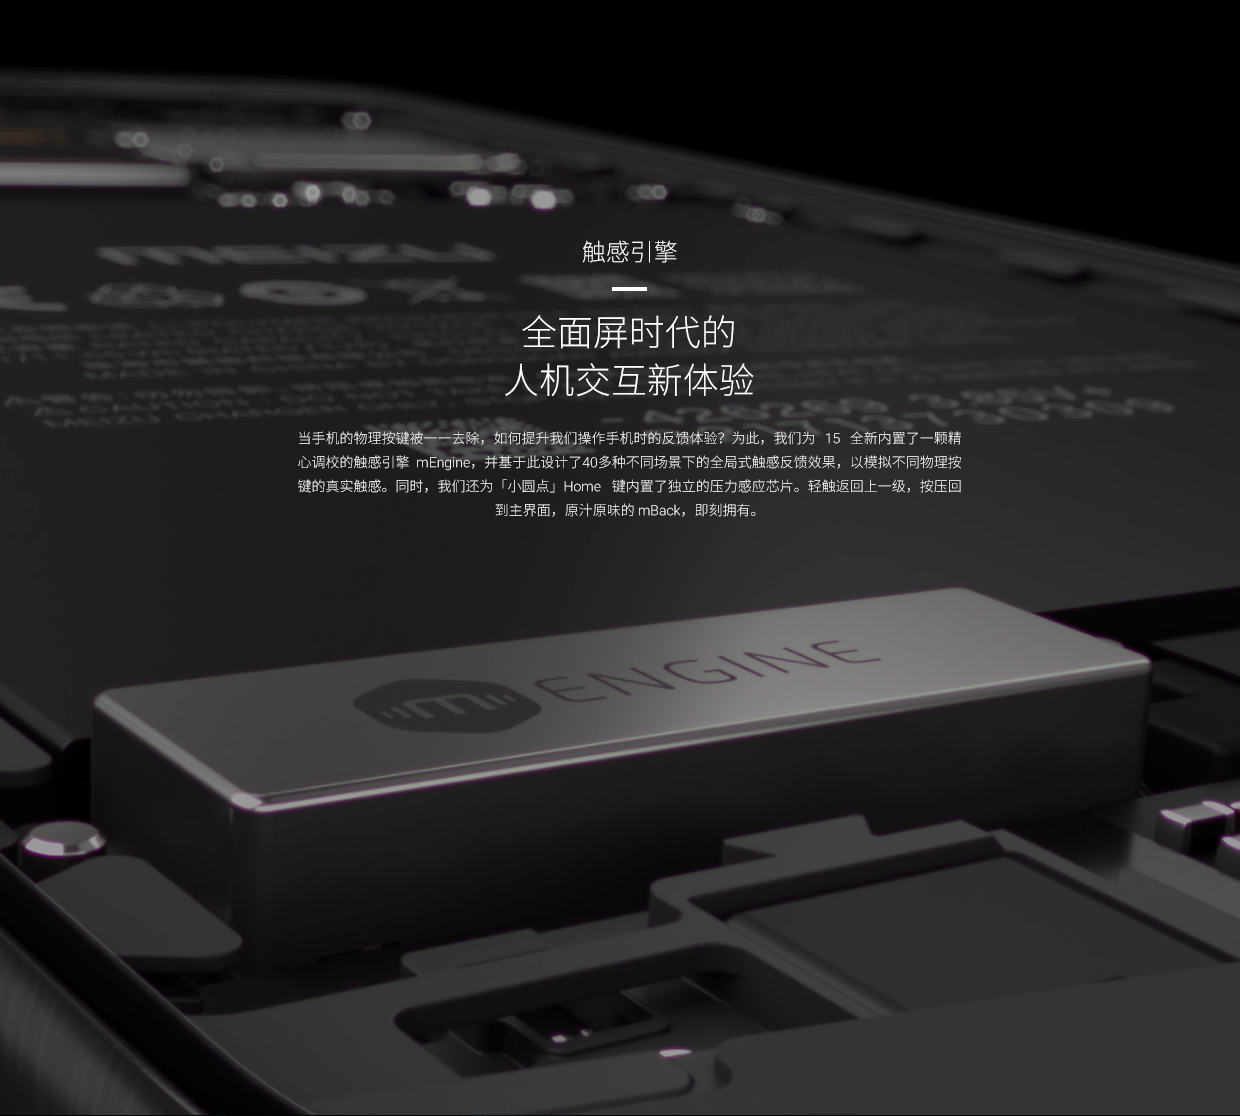 MEIZU
触感引擎
全面屏时代的
人机交互新体验
当手机的物理按键被一一去除，如何提升我们操作手机时的反馈体验？为此，我们为 15 全新内置了一颗精
心调校的触感引擎 mEngine，并基于此设计了40多种不同场景下的全局式触感反馈效果，以模拟不同物理按
键的真实触感。同时，我们还为「小圆点」Home 键内置了独立的压力感应芯片。轻触返回上一级，按压回
到主界面，原汁原味的 mBack，即刻拥有。
m ENGINE